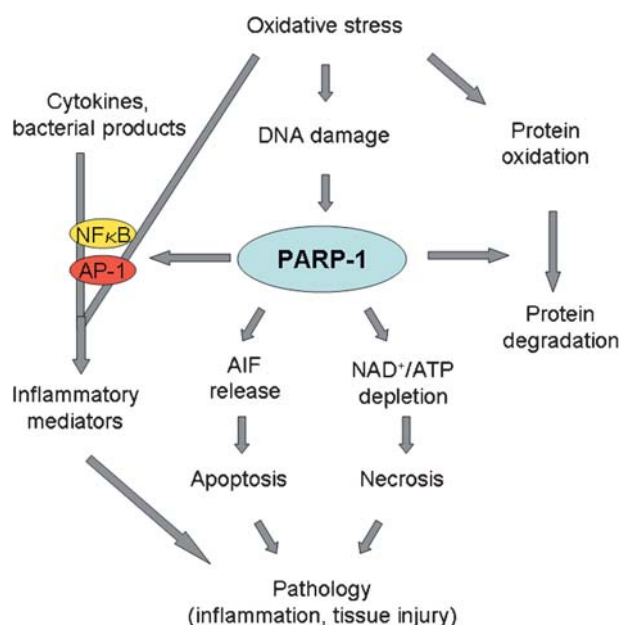 Oxidative stress
Cytokines,
bacterial products
DNA damage
Protein
oxidation
NFκB
AP-1
PARP-1
Protein
degradation
AIF
release
NAD⁺/ATP
depletion
Inflammatory
mediators
Apoptosis
Necrosis
Pathology
(inflammation, tissue injury)